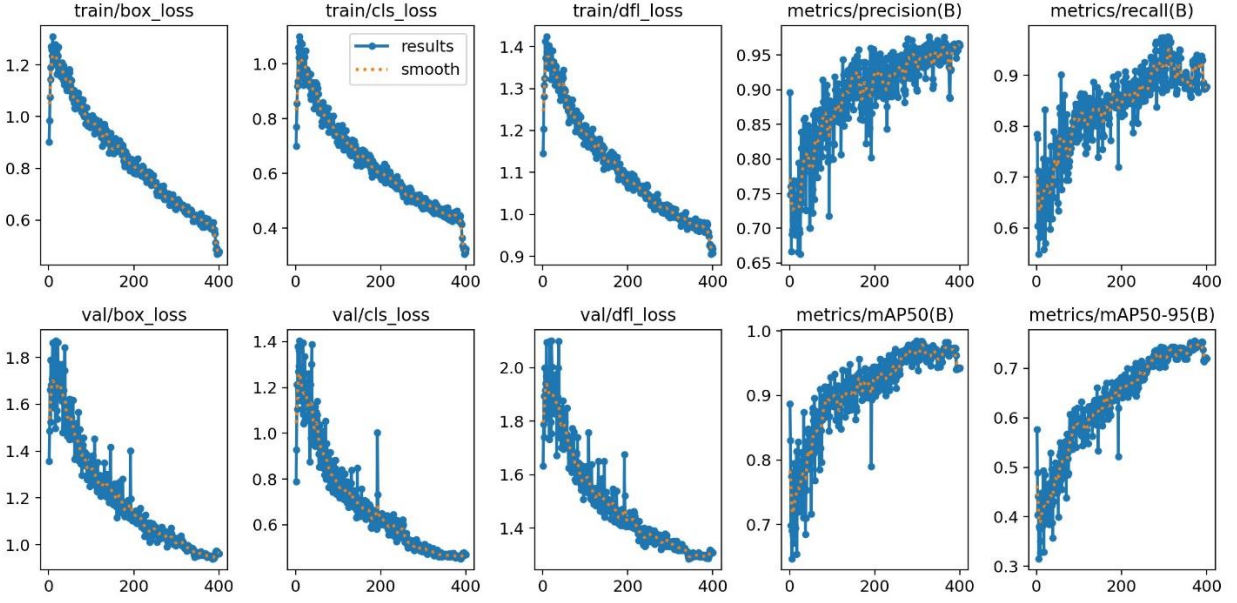 train/box_loss
train/cls_loss
train/dfl_loss
metrics/precision(B)
metrics/recall(B)
1.2
1.0
0.8
0.6
0 200 400
results
smooth
1.0
0.8
0.6
0.4
0 200 400
1.4
1.3
1.2
1.1
1.0
0.9
0 200 400
0.95
0.90
0.85
0.80
0.75
0.70
0.65
0 200 400
0.9
0.8
0.7
0.6
0 200 400
val/box_loss
val/cls_loss
val/dfl_loss
metrics/mAP50(B)
metrics/mAP50-95(B)
1.8
1.6
1.4
1.2
1.0
0 200 400
1.4
1.2
1.0
0.8
0.6
0 200 400
2.0
1.8
1.6
1.4
0 200 400
1.0
0.9
0.8
0.7
0 200 400
0.7
0.6
0.5
0.4
0.3
0 200 400